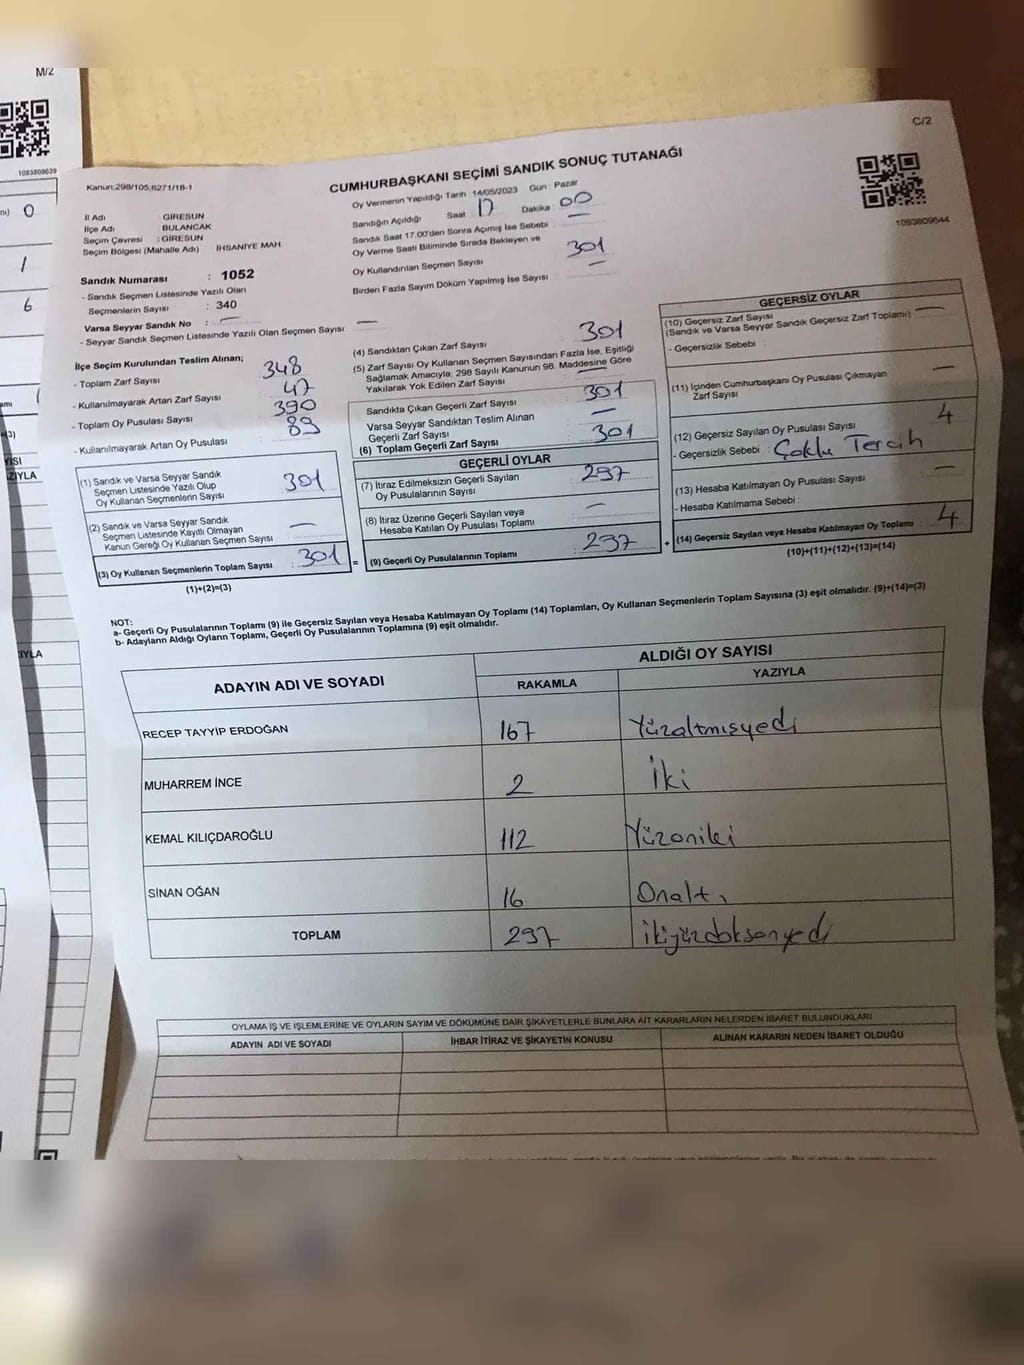 M/2
1083809639
0
1
6
YLA
C/2
1093809644
Kanun:298/105,6271/18-1
CUMHURBAŞKANI SEÇİMİ SANDIK SONUÇ TUTANAĞI
İl Adı GİRESUN
İlçe Adı BULANCAK
Seçim Çevresi : GİRESUN
Seçim Bölgesi (Mahalle Adı) İHSANİYE MAH.
Oy Vermenin Yapıldığı Tarih 14/05/2023 Gün : Pazar
Sandığın Açıldığı Saat 17 Dakika : 00
Sandık Saat 17.00'den Sonra Açımış İse Sebebi : —
Oy Verme Saati Bitiminde Sırada Bekleyen ve
Oy Kullandırılan Seçmen Sayısı 301
Birden Fazla Sayım Döküm Yapılmış İse Sayısı : —
Sandık Numarası : 1052
- Sandık Seçmen Listesinde Yazılı Olan
Seçmenlerin Sayısı : 340
Varsa Seyyar Sandık No : —
- Seyyar Sandık Seçmen Listesinde Yazılı Olan Seçmen Sayısı: —
İlçe Seçim Kurulundan Teslim Alınan;
- Toplam Zarf Sayısı 348
- Kullanılmayarak Artan Zarf Sayısı : 47
- Toplam Oy Pusulası Sayısı : 390
- Kullanılmayarak Artan Oy Pusulası : 89
(1) Sandık ve Varsa Seyyar Sandık
Seçmen Listesinde Yazılı Olup
Oy Kullanan Seçmenlerin Sayısı : 301
(2) Sandık ve Varsa Seyyar Sandık
Seçmen Listesinde Kayıtlı Olmayan
Kanun Gereği Oy Kullanan Seçmen Sayısı : —
(3) Oy Kullanan Seçmenlerin Toplam Sayısı : 301
(1)+(2)=(3)
(4) Sandıktan Çıkan Zarf Sayısı : 301
(5) Zarf Sayısı Oy Kullanan Seçmen Sayısından Fazla İse, Eşitliği
Sağlamak Amacıyla, 298 Sayılı Kanunun 98. Maddesine Göre
Yakılarak Yok Edilen Zarf Sayısı : —
Sandıkta Çıkan Geçerli Zarf Sayısı : 301
Varsa Seyyar Sandıktan Teslim Alınan
Geçerli Zarf Sayısı : —
(6) Toplam Geçerli Zarf Sayısı : 301
GEÇERLİ OYLAR
(7) İtiraz Edilmeksizin Geçerli Sayılan
Oy Pusulalarının Sayısı : 297
(8) İtiraz Üzerine Geçerli Sayılan veya
Hesaba Katılan Oy Pusulası Toplamı : —
= (9) Geçerli Oy Pusulalarının Toplamı : 297
GEÇERSİZ OYLAR
(10) Geçersiz Zarf Sayısı
(Sandık ve Varsa Seyyar Sandık Geçersiz Zarf Toplamı) : —
- Geçersizlik Sebebi :
(11) İçinden Cumhurbaşkanı Oy Pusulası Çıkmayan
Zarf Sayısı —
(12) Geçersiz Sayılan Oy Pusulası Sayısı : 4
- Geçersizlik Sebebi : Çoklu Tercih
(13) Hesaba Katılmayan Oy Pusulası Sayısı : —
- Hesaba Katılmama Sebebi :
+ (14) Geçersiz Sayılan veya Hesaba Katılmayan Oy Toplamı : 4
(10)+(11)+(12)+(13)=(14)
NOT:
a- Geçerli Oy Pusulalarının Toplamı (9) ile Geçersiz Sayılan veya Hesaba Katılmayan Oy Toplamı (14) Toplamları, Oy Kullanan Seçmenlerin Toplam Sayısına (3) eşit olmalıdır. (9)+(14)=(3)
b- Adayların Aldığı Oyların Toplamı, Geçerli Oy Pusulalarının Toplamına (9) eşit olmalıdır.
ADAYIN ADI VE SOYADI ALDIĞI OY SAYISI
RAKAMLA YAZIYLA
RECEP TAYYİP ERDOĞAN 167 Yüzaltmışyedi
MUHARREM İNCE 2 İki
KEMAL KILIÇDAROĞLU 112 Yüzoniki
SİNAN OĞAN 16 Onaltı
TOPLAM 297 ikiyüzdoksanyedi
OYLAMA İŞ VE İŞLEMLERİNE VE OYLARIN SAYIM VE DÖKÜMÜNE DAİR ŞİKAYETLERLE BUNLARA AİT KARARLARIN NELERDEN İBARET BULUNDUKLARI
ADAYIN ADI VE SOYADI İHBAR İTİRAZ VE ŞİKAYETİN KONUSU ALINAN KARARIN NEDEN İBARET OLDUĞU